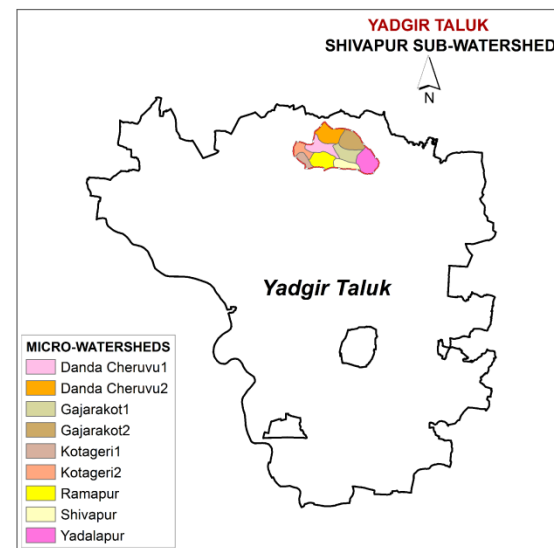 YADGIR TALUK
SHIVAPUR SUB-WATERSHED
N
Yadgir Taluk
MICRO-WATERSHEDS
Danda Cheruvu1
Danda Cheruvu2
Gajarakot1
Gajarakot2
Kotageri1
Kotageri2
Ramapur
Shivapur
Yadalapur